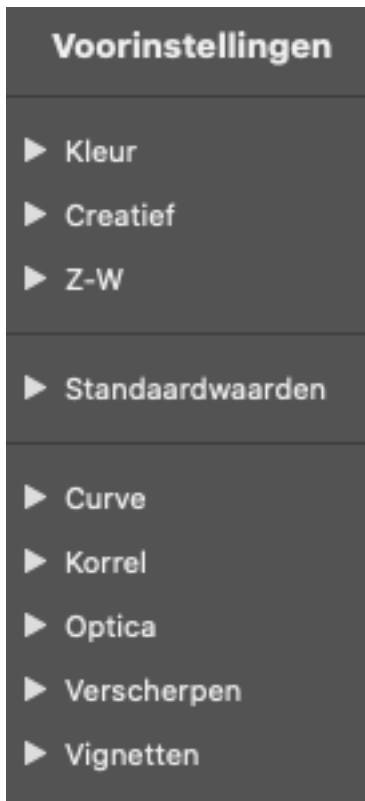 Voorinstellingen
Kleur
Creatief
Z-W
Standaardwaarden
Curve
Korrel
Optica
Verscherpen
Vignetten